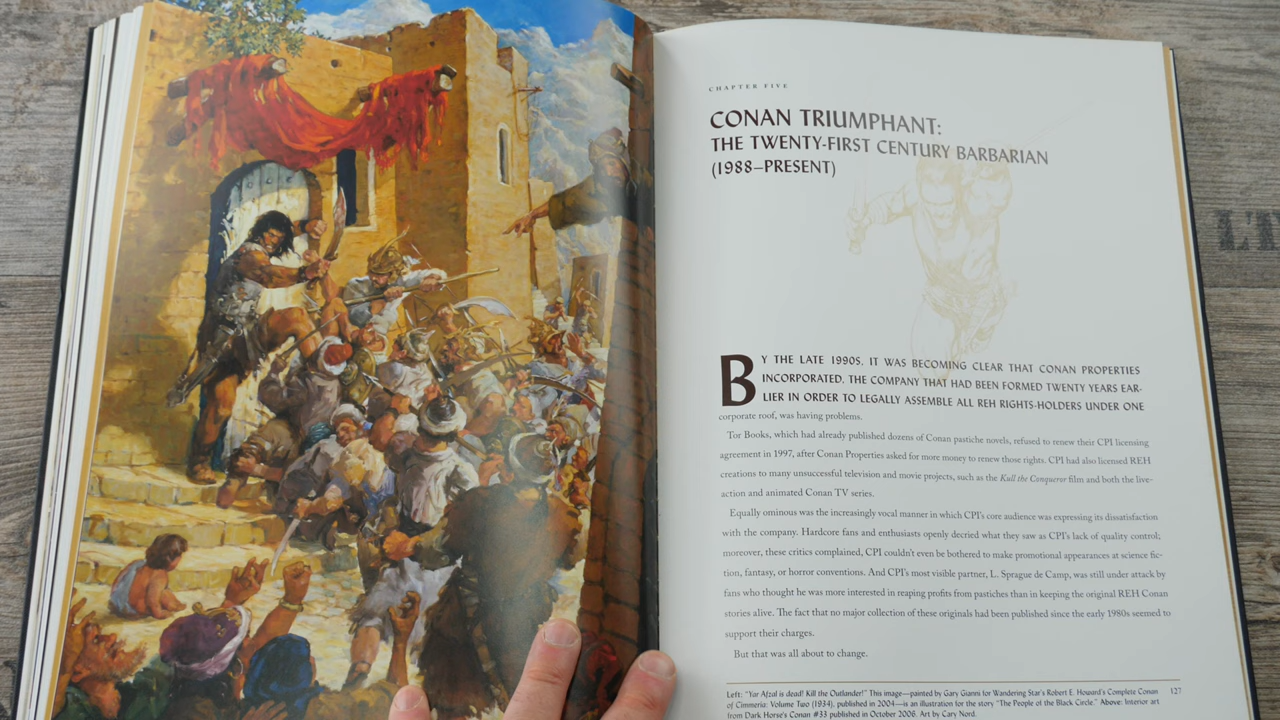 CHAPTER FIVE
CONAN TRIUMPHANT:
THE TWENTY-FIRST CENTURY BARBARIAN
(1988–PRESENT)
BY THE LATE 1990S, IT WAS BECOMING CLEAR THAT CONAN PROPERTIES
INCORPORATED, THE COMPANY THAT HAD BEEN FORMED TWENTY YEARS EAR-
LIER IN ORDER TO LEGALLY ASSEMBLE ALL REH RIGHTS-HOLDERS UNDER ONE
corporate roof, was having problems.
Tor Books, which had already published dozens of Conan pastiche novels, refused to renew their CPI licensing
agreement in 1997, after Conan Properties asked for more money to renew those rights. CPI had also licensed REH
creations to many unsuccessful television and movie projects, such as the Kull the Conqueror film and both the live-
action and animated Conan TV series.
Equally ominous was the increasingly vocal manner in which CPI's core audience was expressing its dissatisfaction
with the company. Hardcore fans and enthusiasts openly decried what they saw as CPI's lack of quality control;
moreover, these critics complained, CPI couldn't even be bothered to make promotional appearances at science fic-
tion, fantasy, or horror conventions. And CPI's most visible partner, L. Sprague de Camp, was still under attack by
fans who thought he was more interested in reaping profits from pastiches than in keeping the original REH Conan
stories alive. The fact that no major collection of these originals had been published since the early 1980s seemed to
support their charges.
But that was all about to change.
Left: "Yar Afzal is dead! Kill the Outlander!" This image—painted by Gary Gianni for Wandering Star's Robert E. Howard's Complete Conan
of Cimmeria: Volume Two (1934), published in 2004—is an illustration for the story "The People of the Black Circle." Above: Interior art
from Dark Horse's Conan #33 published in October 2006. Art by Cary Nord.
127
LT